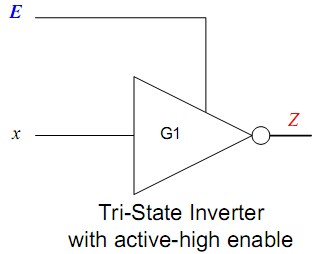 E
x
G1
Z
Tri-State Inverter
with active-high enable